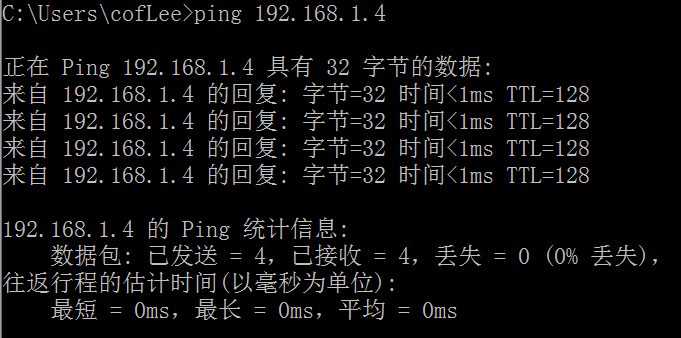 C:\Users\cofLee>ping 192.168.1.4
正在 Ping 192.168.1.4 具有 32 字节的数据:
来自 192.168.1.4 的回复: 字节=32 时间<1ms TTL=128
来自 192.168.1.4 的回复: 字节=32 时间<1ms TTL=128
来自 192.168.1.4 的回复: 字节=32 时间<1ms TTL=128
来自 192.168.1.4 的回复: 字节=32 时间<1ms TTL=128
192.168.1.4 的 Ping 统计信息:
数据包: 已发送 = 4，已接收 = 4，丢失 = 0 (0% 丢失)，
往返行程的估计时间(以毫秒为单位):
最短 = 0ms，最长 = 0ms，平均 = 0ms